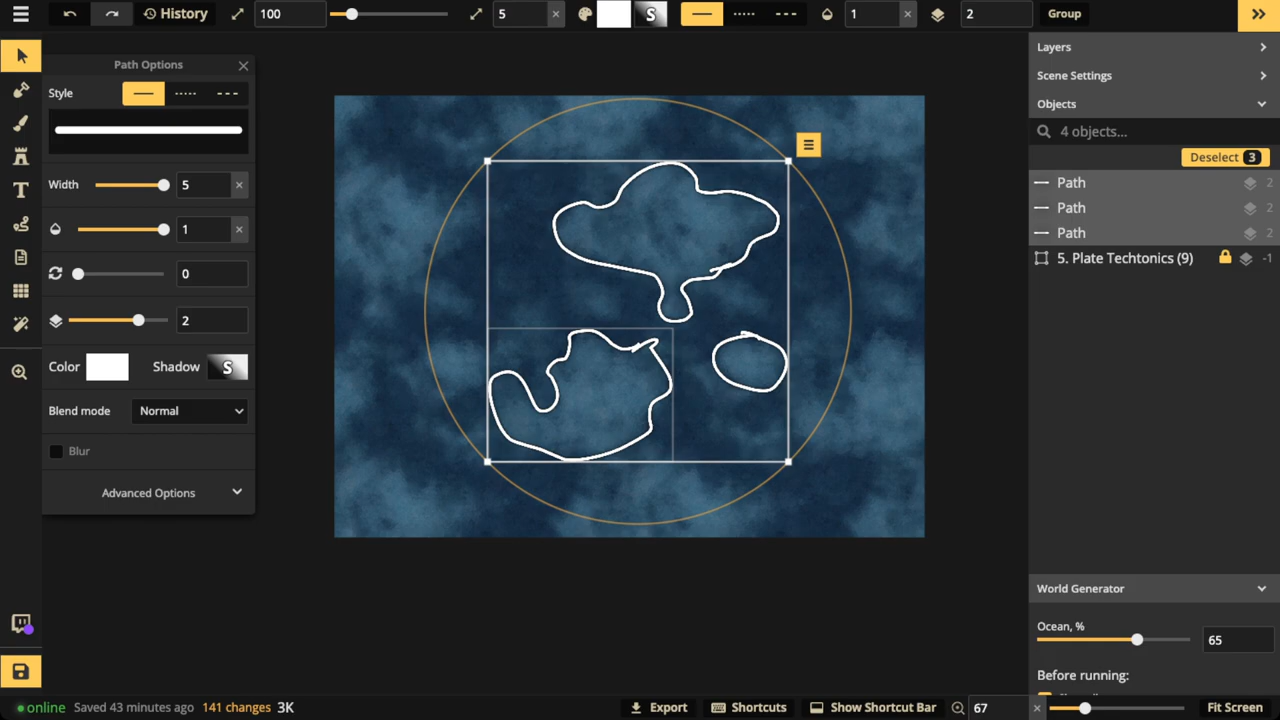 History 100 5 S 1 2 Group
Path Options
Style
Width 5
1
0
2
Color Shadow S
Blend mode Normal
Blur
Advanced Options
Layers
Scene Settings
Objects
4 objects...
Deselect 3
Path 2
Path 2
Path 2
5. Plate Techtonics (9) -1
World Generator
Ocean, % 65
Before running:
online Saved 43 minutes ago 141 changes 3K Export Shortcuts Show Shortcut Bar 67 Fit Screen